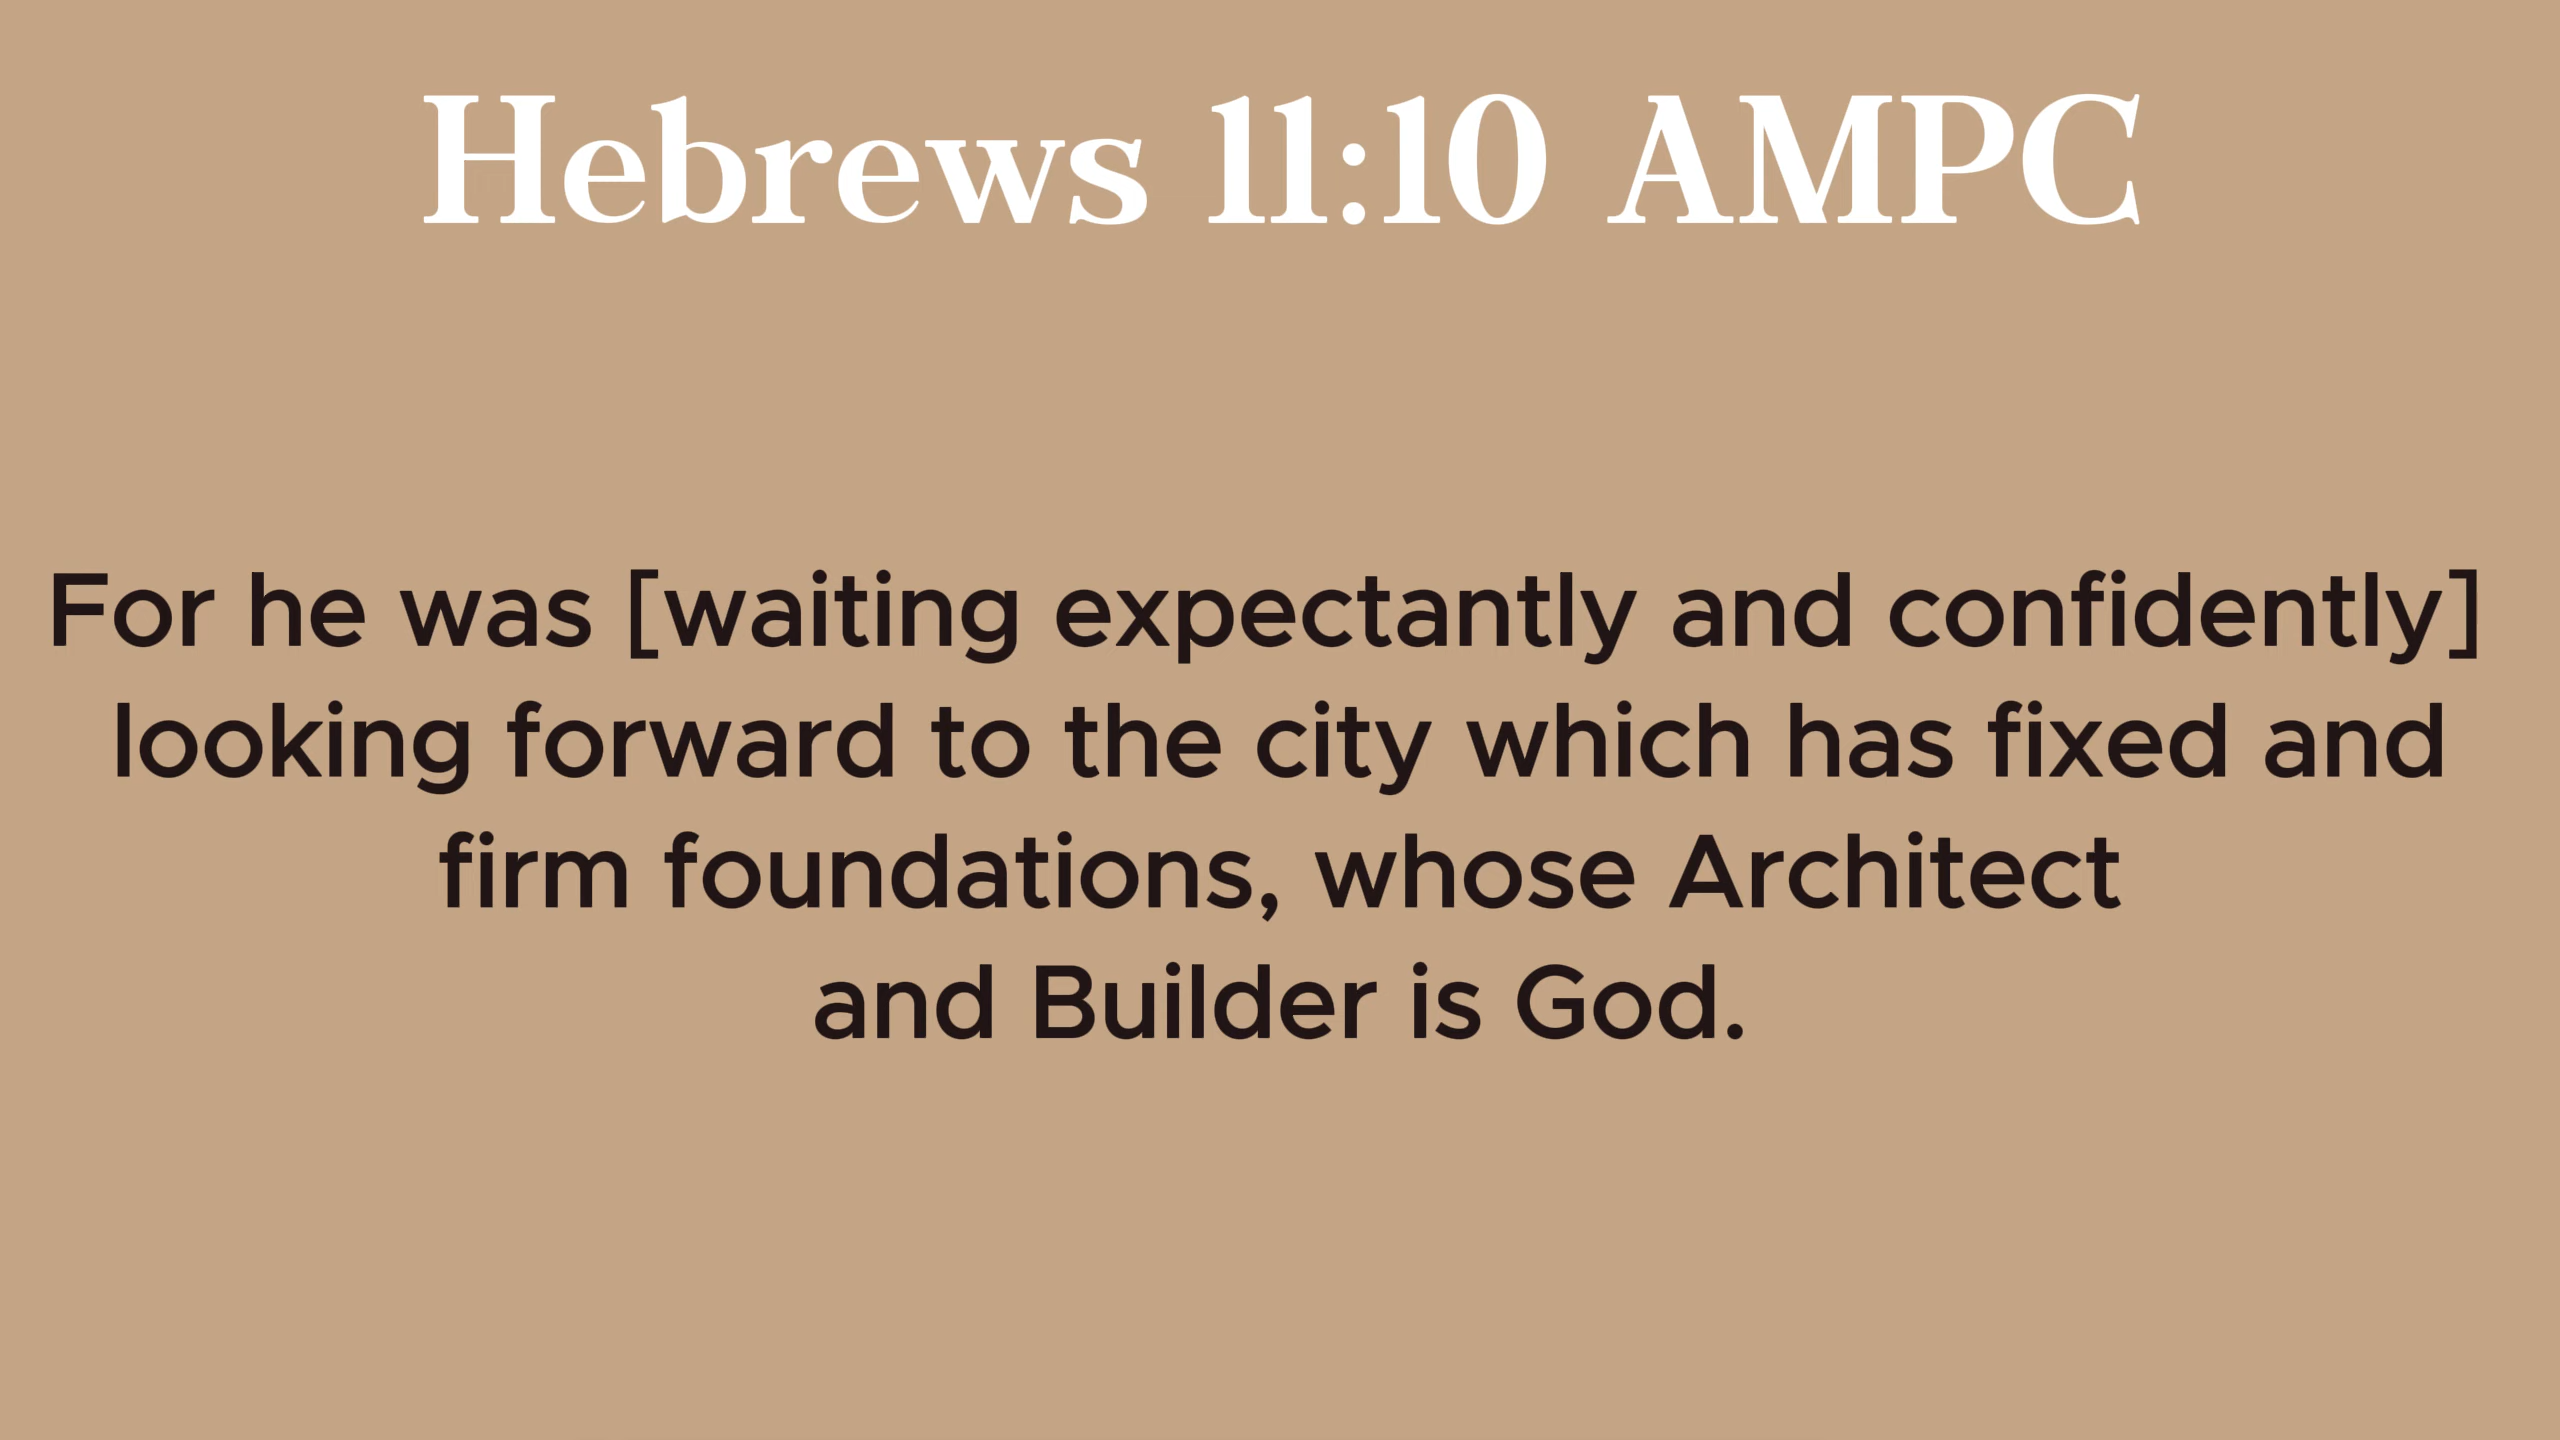 Hebrews 11:10 AMPC
For he was [waiting expectantly and confidently]
looking forward to the city which has fixed and
firm foundations, whose Architect
and Builder is God.